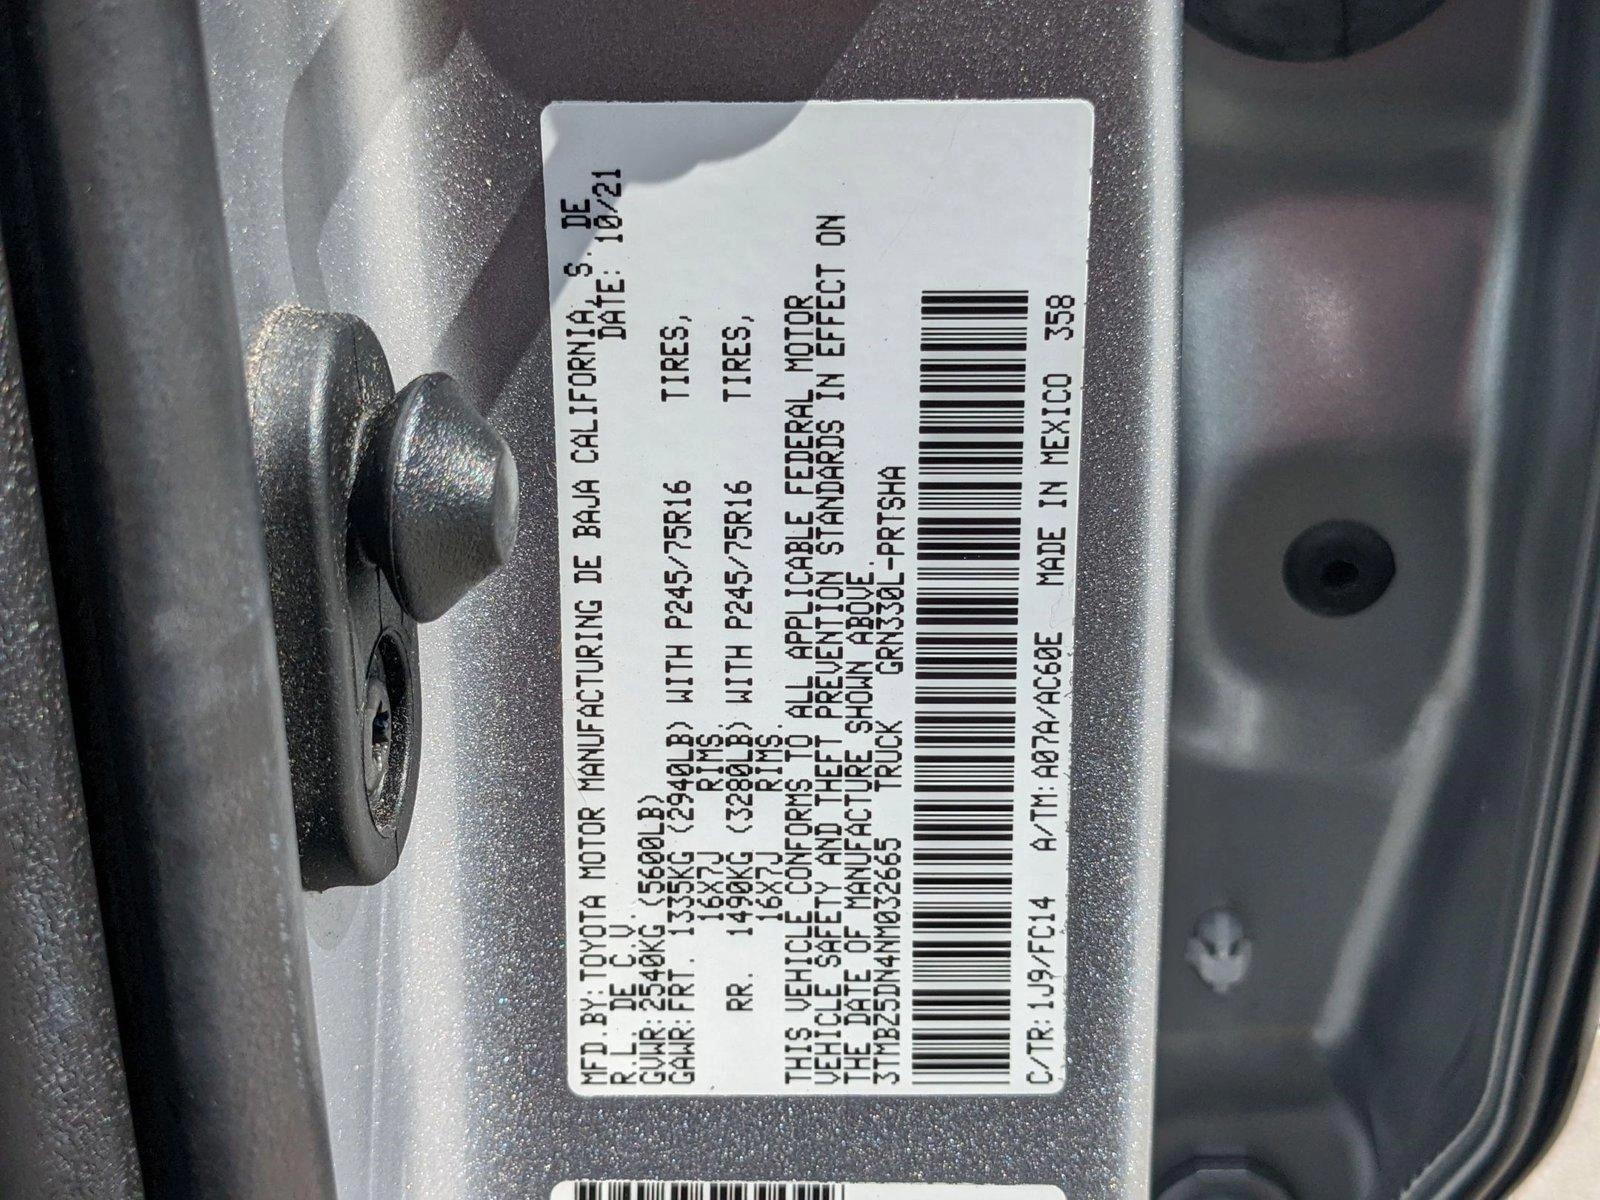 MFD.BY:TOYOTA MOTOR MANUFACTURING DE BAJA CALIFORNIA, S. DE
R.L. DE C.V. DATE: 10/21
GVWR:2540KG (5600LB)
GAWR:FRT. 1335KG (2940LB) WITH P245/75R16 TIRES,
16X7J RIMS.
RR. 1490KG (3280LB) WITH P245/75R16 TIRES,
16X7J RIMS.
THIS VEHICLE CONFORMS TO ALL APPLICABLE FEDERAL MOTOR
VEHICLE SAFETY AND THEFT PREVENTION STANDARDS IN EFFECT ON
THE DATE OF MANUFACTURE SHOWN ABOVE.
3TMBZ5DN4NM032665 TRUCK GRN330L-PRTSHA
C/TR:1J9/FC14 A/TM:A07A/AC60E MADE IN MEXICO 358